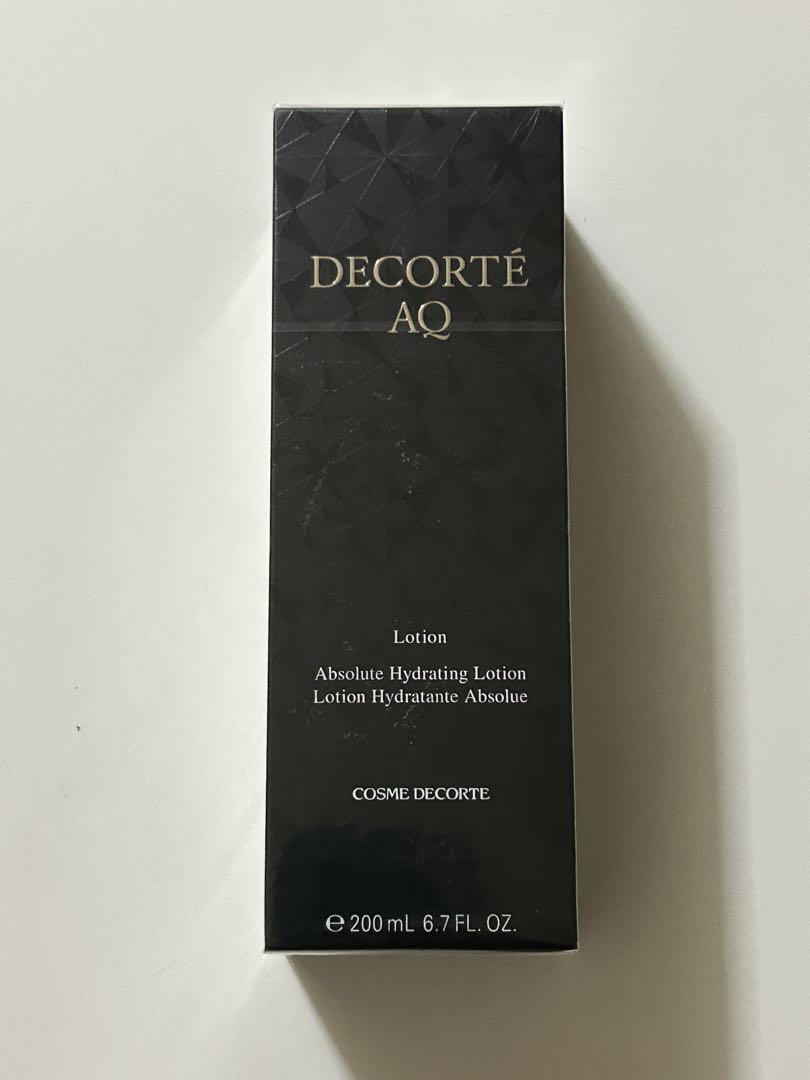 DECORTÉ
AQ
Lotion
Absolute Hydrating Lotion
Lotion Hydratante Absolue
COSME DECORTE
℮ 200 mL 6.7 FL. OZ.